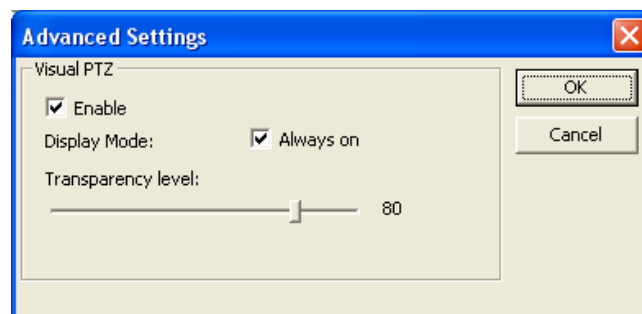 Advanced Settings
Visual PTZ
Enable
Display Mode:
Always on
Transparency level:
80
OK
Cancel